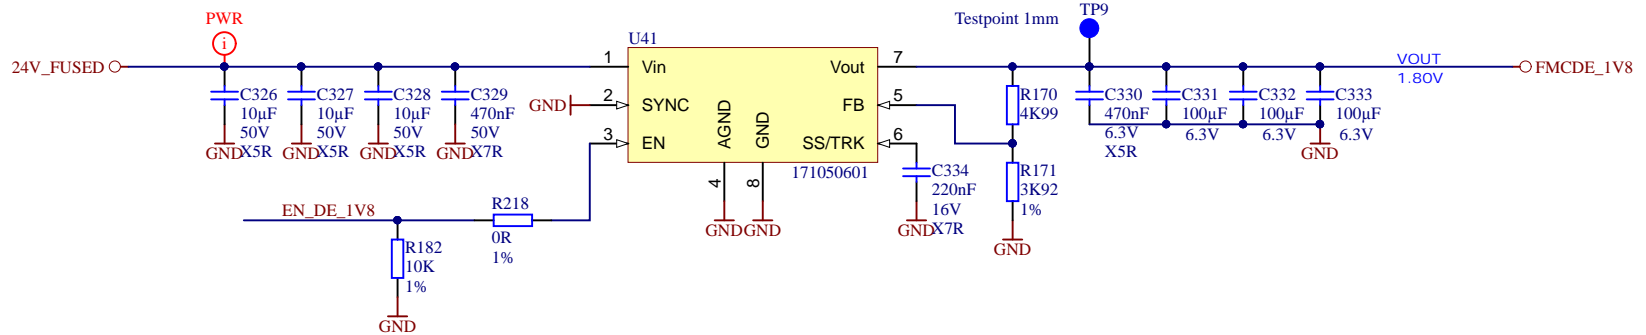 PWR
i
24V_FUSED
C326
10µF
50V
X5R
GND
C327
10µF
50V
X5R
GND
C328
10µF
50V
X5R
GND
C329
470nF
50V
X7R
GND
U41
1
Vin
2
SYNC
GND
3
EN
AGND
GND
4
8
GND
GND
Vout
7
FB
5
SS/TRK
6
171050601
EN_DE_1V8
R218
0R
1%
R182
10K
1%
GND
C334
220nF
16V
X7R
GND
R170
4K99
R171
3K92
1%
GND
Testpoint 1mm
TP9
C330
470nF
6.3V
X5R
C331
100µF
6.3V
C332
100µF
6.3V
C333
100µF
6.3V
GND
VOUT
1.80V
FMCDE_1V8